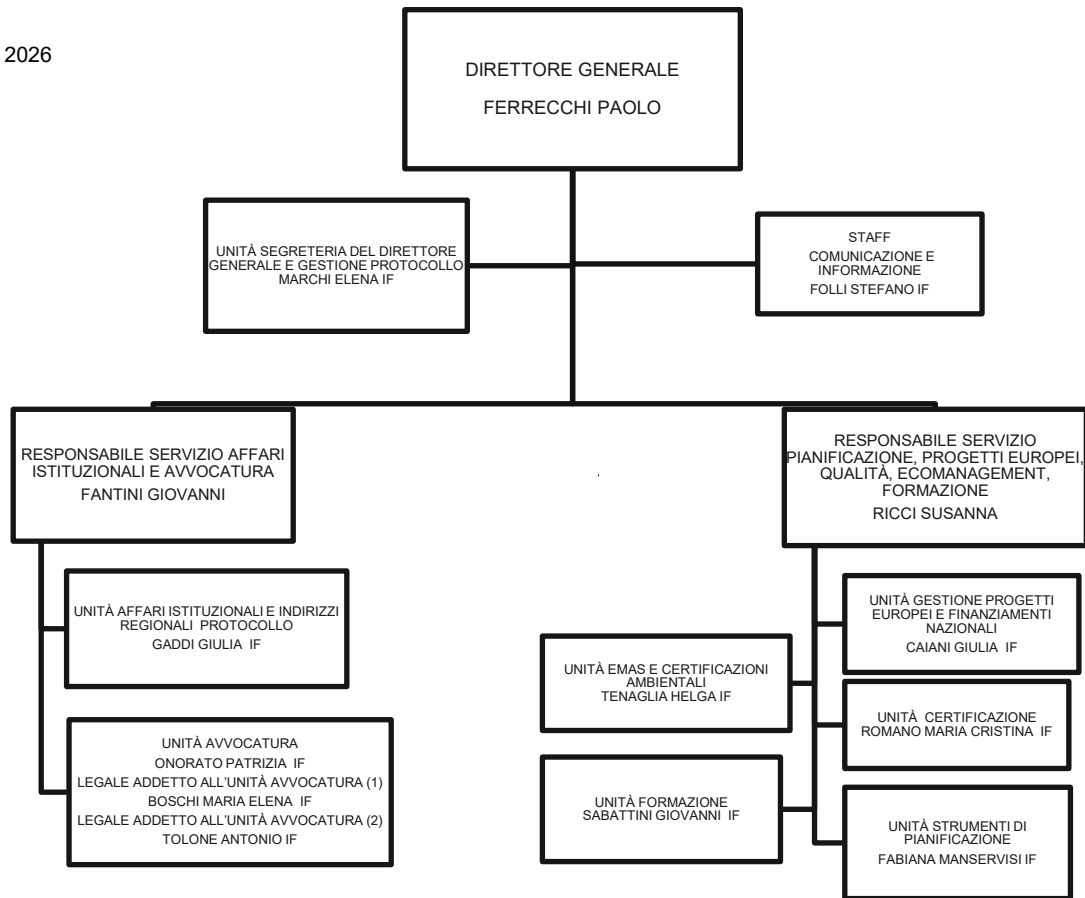 2026
DIRETTORE GENERALE
FERRECCHI PAOLO
UNITÀ SEGRETERIA DEL DIRETTORE
GENERALE E GESTIONE PROTOCOLLO
MARCHI ELENA IF
STAFF
COMUNICAZIONE E
INFORMAZIONE
FOLLI STEFANO IF
RESPONSABILE SERVIZIO AFFARI
ISTITUZIONALI E AVVOCATURA
FANTINI GIOVANNI
RESPONSABILE SERVIZIO
PIANIFICAZIONE, PROGETTI EUROPEI,
QUALITÀ, ECOMANAGEMENT,
FORMAZIONE
RICCI SUSANNA
UNITÀ AFFARI ISTITUZIONALI E INDIRIZZI
REGIONALI PROTOCOLLO
GADDI GIULIA IF
UNITÀ AVVOCATURA
ONORATO PATRIZIA IF
LEGALE ADDETTO ALL'UNITÀ AVVOCATURA (1)
BOSCHI MARIA ELENA IF
LEGALE ADDETTO ALL'UNITÀ AVVOCATURA (2)
TOLONE ANTONIO IF
UNITÀ EMAS E CERTIFICAZIONI
AMBIENTALI
TENAGLIA HELGA IF
UNITÀ FORMAZIONE
SABATTINI GIOVANNI IF
UNITÀ GESTIONE PROGETTI
EUROPEI E FINANZIAMENTI
NAZIONALI
CAIANI GIULIA IF
UNITÀ CERTIFICAZIONE
ROMANO MARIA CRISTINA IF
UNITÀ STRUMENTI DI
PIANIFICAZIONE
FABIANA MANSERVISI IF